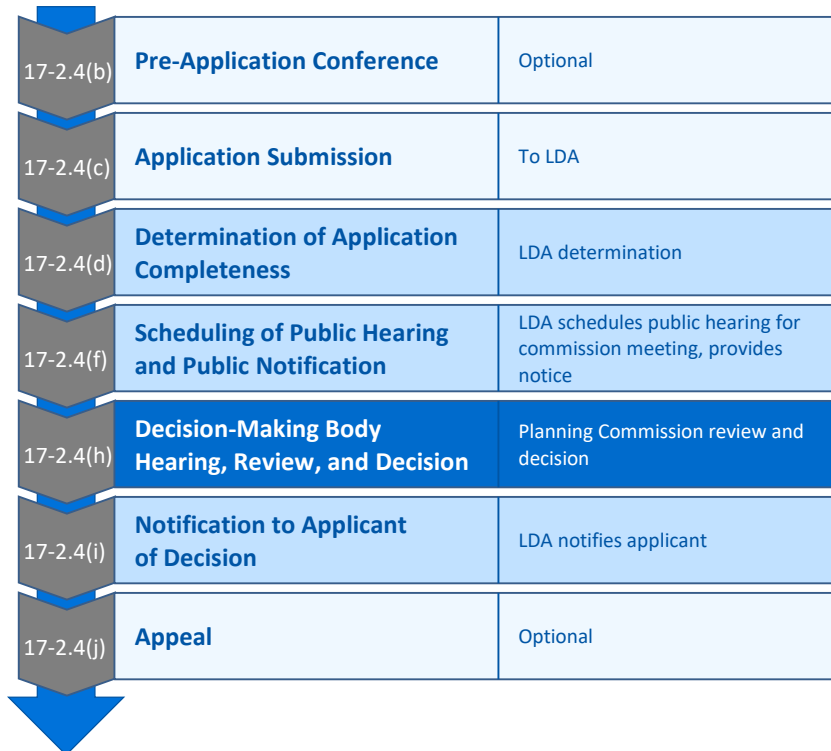 17-2.4(b)
Pre-Application Conference
Optional
17-2.4(c)
Application Submission
To LDA
17-2.4(d)
Determination of Application
Completeness
LDA determination
17-2.4(f)
Scheduling of Public Hearing
and Public Notification
LDA schedules public hearing for
commission meeting, provides
notice
17-2.4(h)
Decision-Making Body
Hearing, Review, and Decision
Planning Commission review and
decision
17-2.4(i)
Notification to Applicant
of Decision
LDA notifies applicant
17-2.4(j)
Appeal
Optional